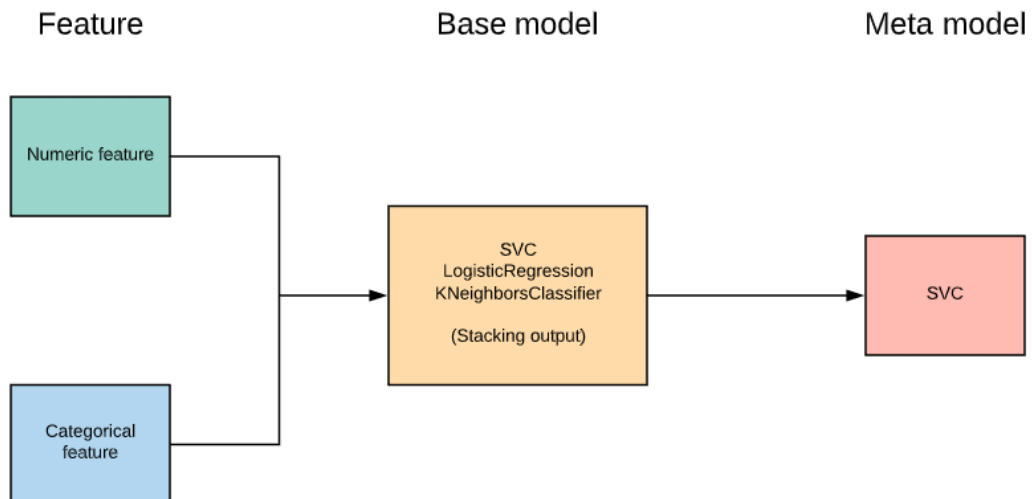 Feature
Base model
Meta model
Numeric feature
SVC
LogisticRegression
KNeighborsClassifier
(Stacking output)
SVC
Categorical
feature